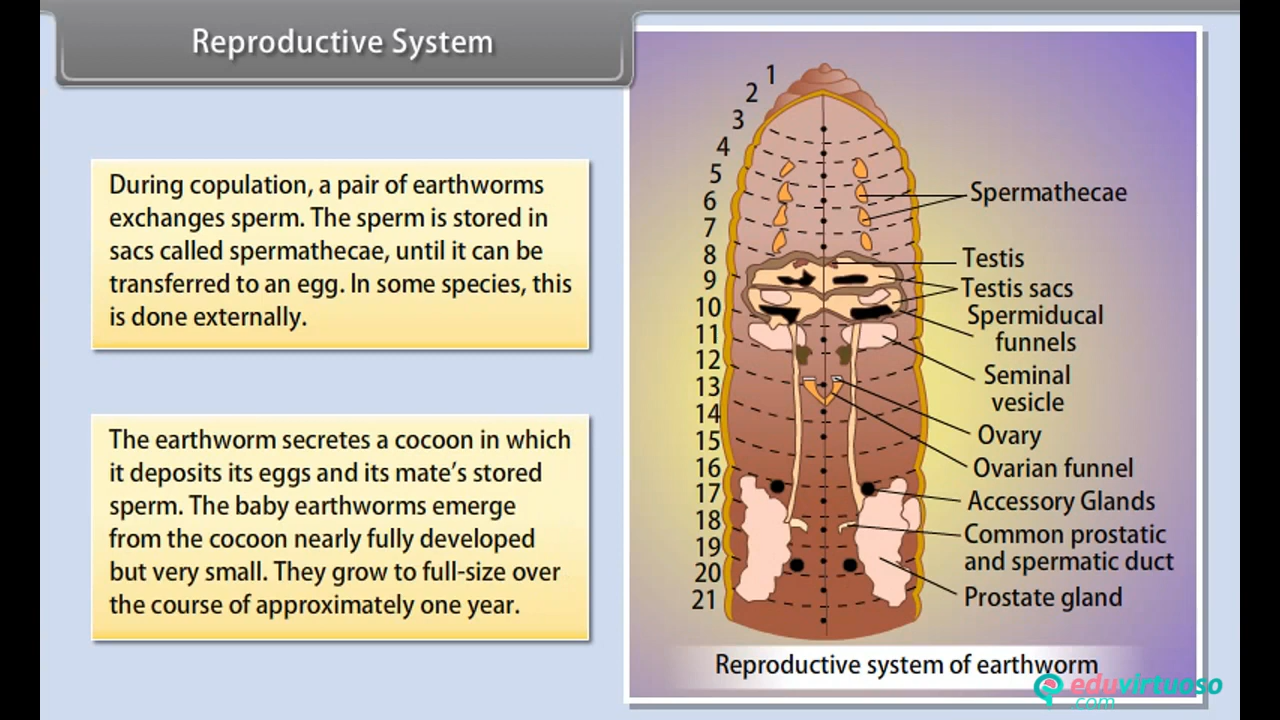 Reproductive System
During copulation, a pair of earthworms
exchanges sperm. The sperm is stored in
sacs called spermathecae, until it can be
transferred to an egg. In some species, this
is done externally.
The earthworm secretes a cocoon in which
it deposits its eggs and its mate's stored
sperm. The baby earthworms emerge
from the cocoon nearly fully developed
but very small. They grow to full-size over
the course of approximately one year.
1
2
3
4
5
6
7
8
9
10
11
12
13
14
15
16
17
18
19
20
21
Spermathecae
Testis
Testis sacs
Spermiducal
funnels
Seminal
vesicle
Ovary
Ovarian funnel
Accessory Glands
Common prostatic
and spermatic duct
Prostate gland
Reproductive system of earthworm
eduvirtuoso
.com